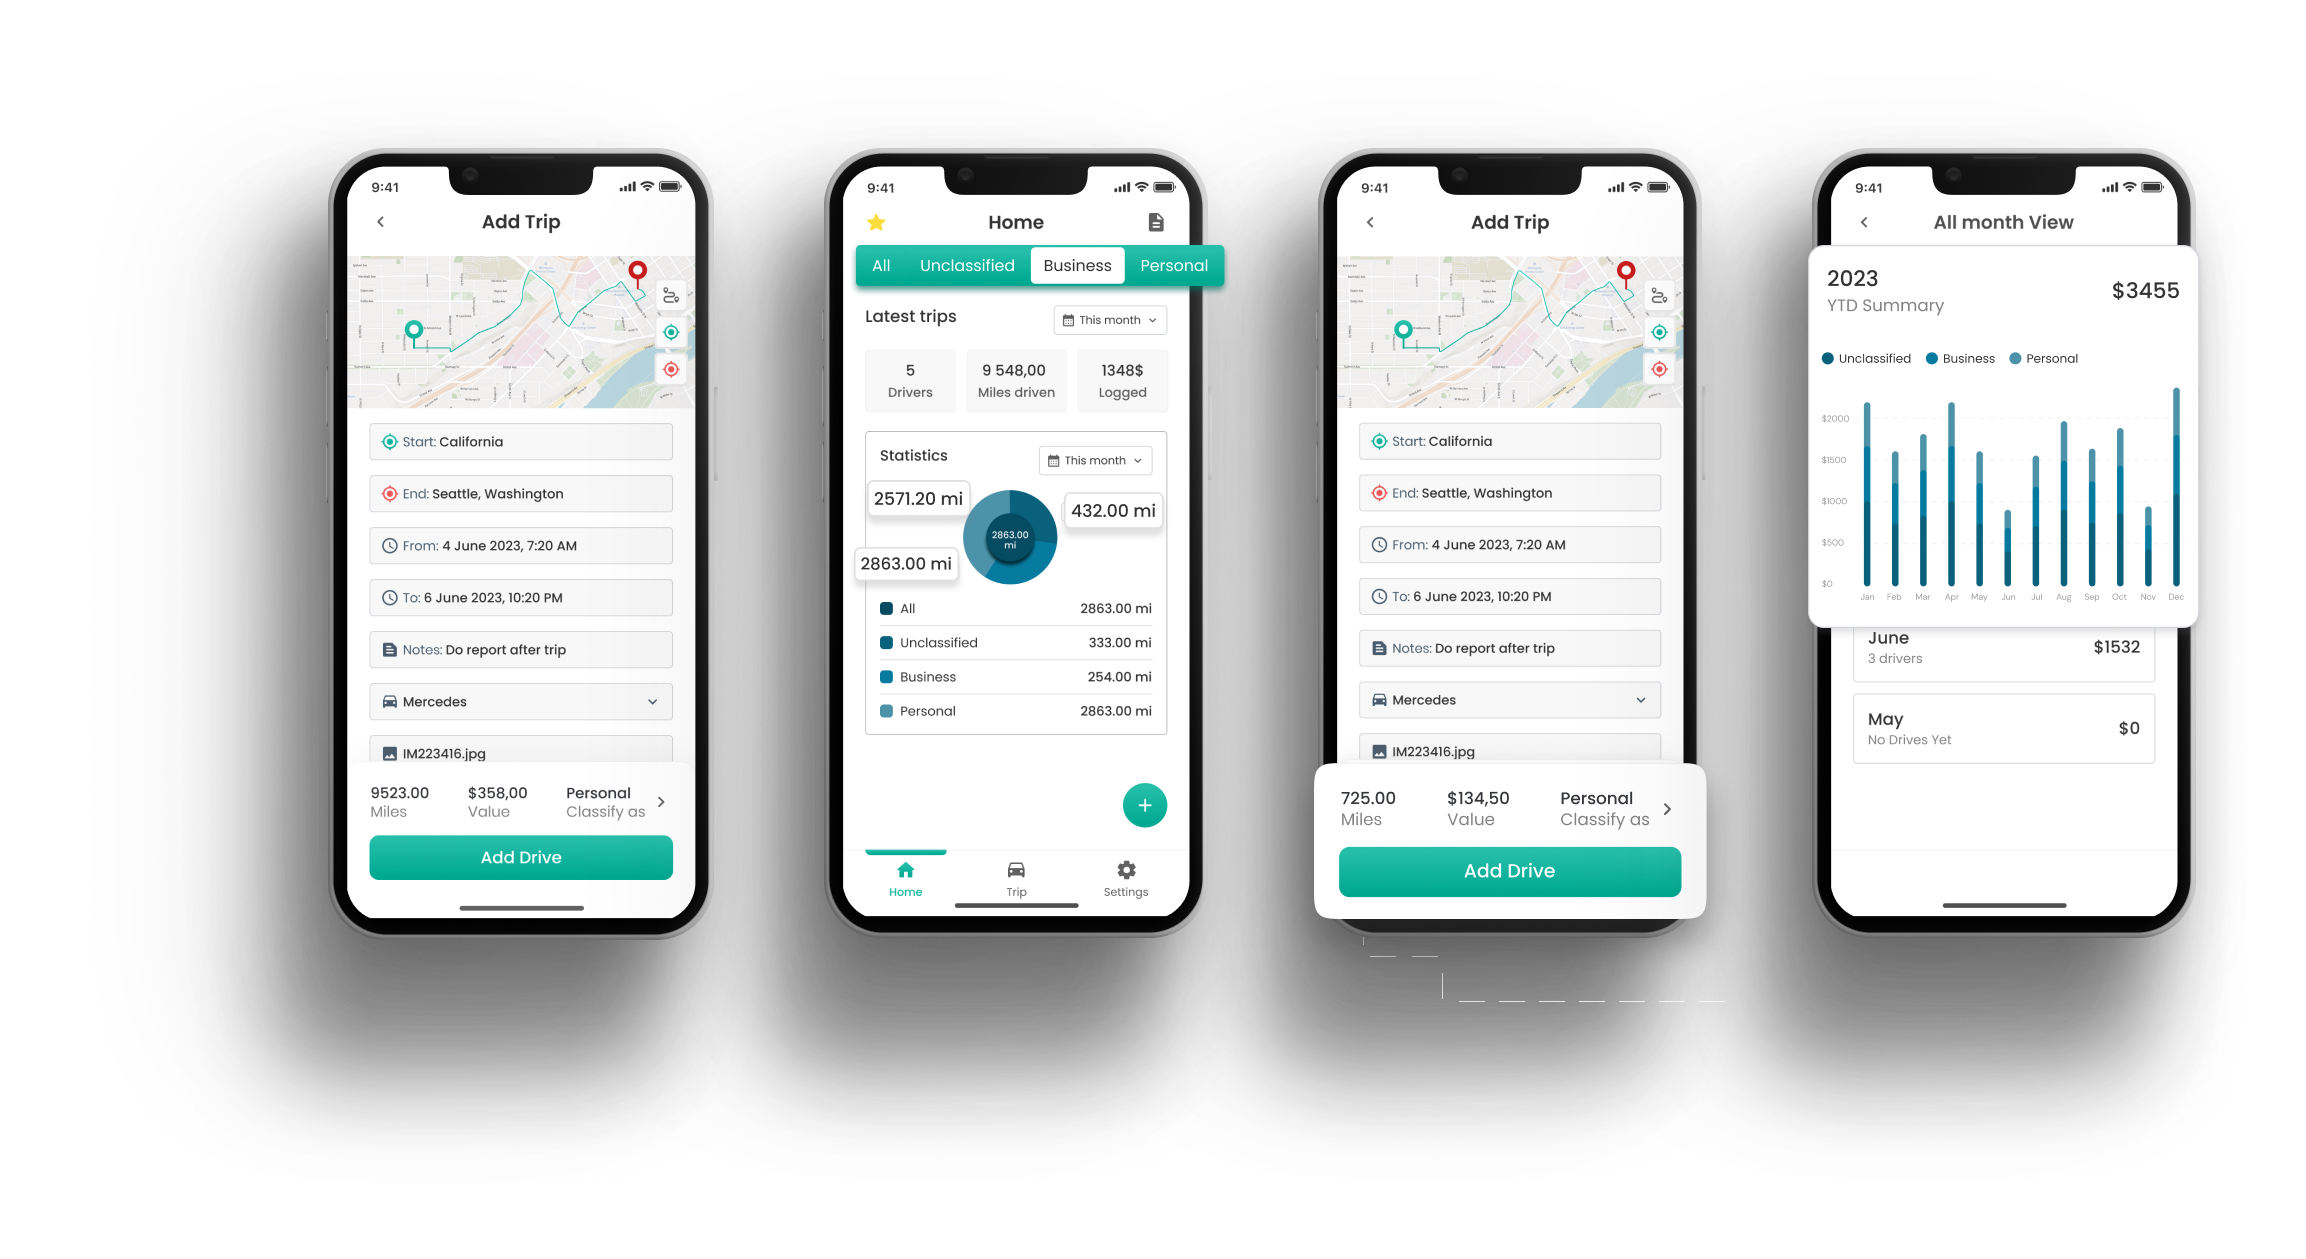 9:41
Add Trip
Start: California
End: Seattle, Washington
From: 4 June 2023, 7:20 AM
To: 6 June 2023, 10:20 PM
Notes: Do report after trip
Mercedes
IM223416.jpg
9523.00 $358,00 Personal
Miles Value Classify as
Add Drive
9:41
Home
All Unclassified Business Personal
Latest trips This month
5 9 548,00 1348$
Drivers Miles driven Logged
Statistics This month
2571.20 mi
432.00 mi
2863.00
mi
2863.00 mi
All 2863.00 mi
Unclassified 333.00 mi
Business 254.00 mi
Personal 2863.00 mi
+
Home Trip Settings
9:41
Add Trip
Start: California
End: Seattle, Washington
From: 4 June 2023, 7:20 AM
To: 6 June 2023, 10:20 PM
Notes: Do report after trip
Mercedes
IM223416.jpg
725.00 $134,50 Personal
Miles Value Classify as
Add Drive
9:41
All month View
2023
YTD Summary
$3455
Unclassified Business Personal
$2000
$1500
$1000
$500
$0
Jan Feb Mar Apr May Jun Jul Aug Sep Oct Nov Dec
June
3 drivers
$1532
May
No Drives Yet
$0